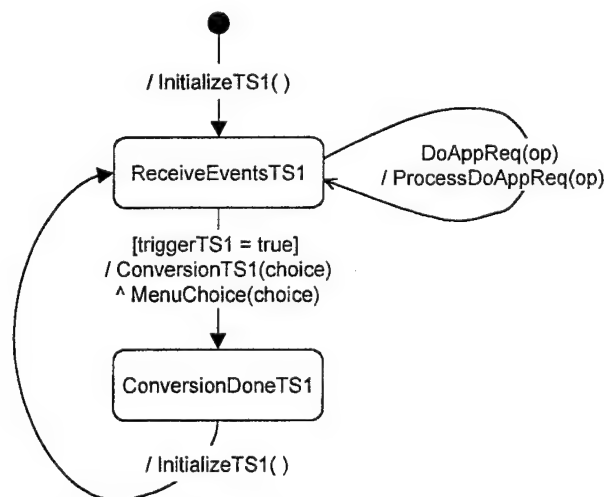 / InitializeTS1( )
ReceiveEventsTS1
DoAppReq(op)
/ ProcessDoAppReq(op)
[triggerTS1 = true]
/ ConversionTS1(choice)
^ MenuChoice(choice)
ConversionDoneTS1
/ InitializeTS1( )